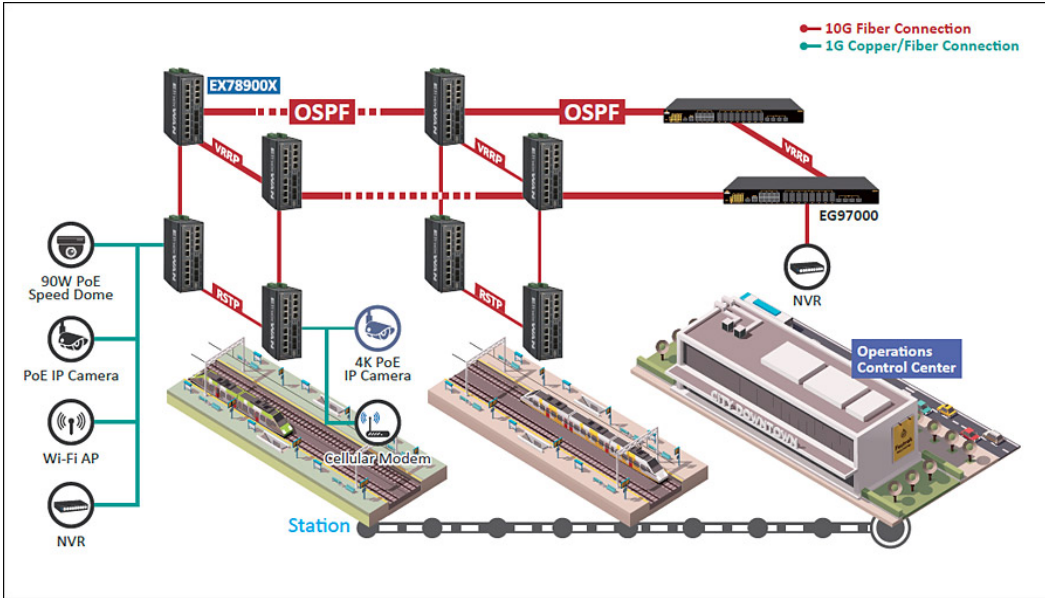 10G Fiber Connection
1G Copper/Fiber Connection
EX78900X
OSPF
OSPF
VRRP
VRRP
VRRP
EG97000
90W PoE
Speed Dome
RSTP
RSTP
NVR
PoE IP Camera
4K PoE
IP Camera
Operations
Control Center
CITY DOWNTOWN
Wi-Fi AP
Cellular Modem
NVR
Station